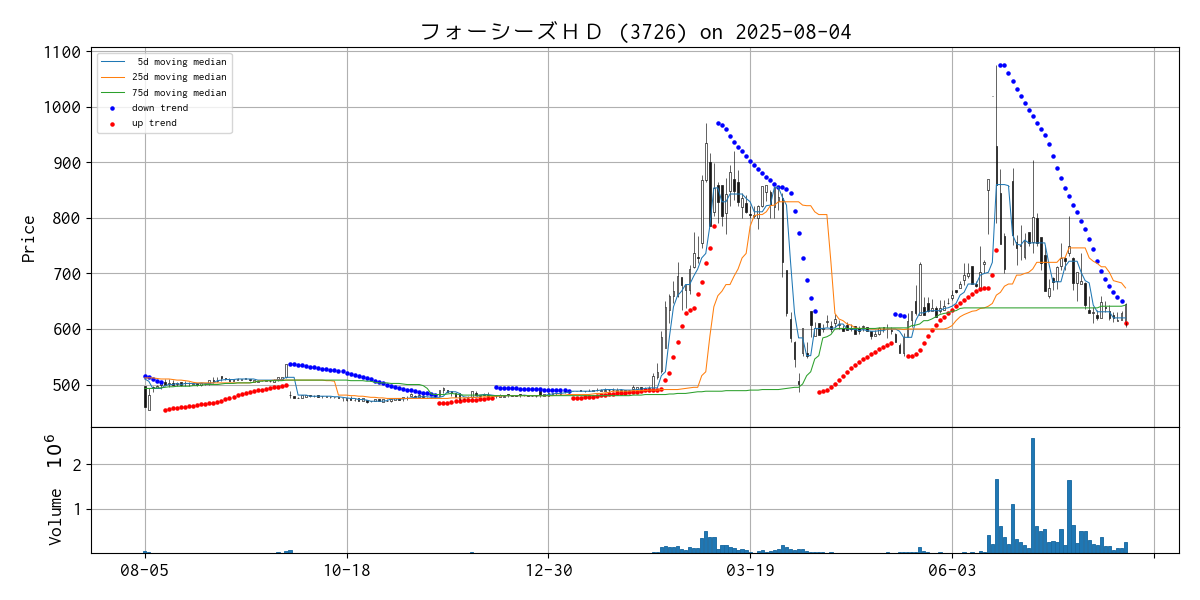 フォーシーズＨＤ (3726) on 2025-08-04
1100
1000
900
800
700
600
500
Price
5d moving median
25d moving median
75d moving median
down trend
up trend
2
1
Volume 10^6
08-05
10-18
12-30
03-19
06-03